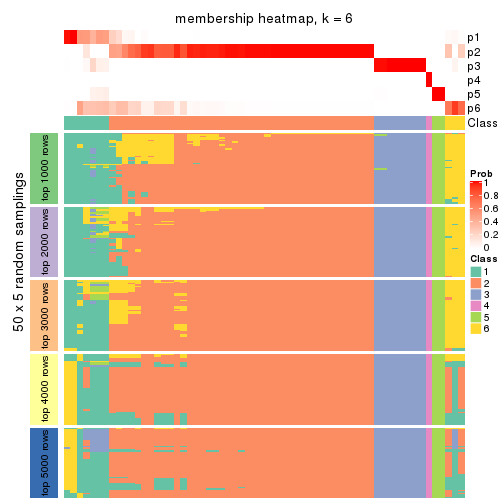 membership heatmap, k = 6
p1
p2
p3
p4
p5
p6
Class
50 x 5 random samplings
top 1000 rows
top 2000 rows
top 3000 rows
top 4000 rows
top 5000 rows
Prob
1
0.8
0.6
0.4
0.2
0
Class
1
2
3
4
5
6